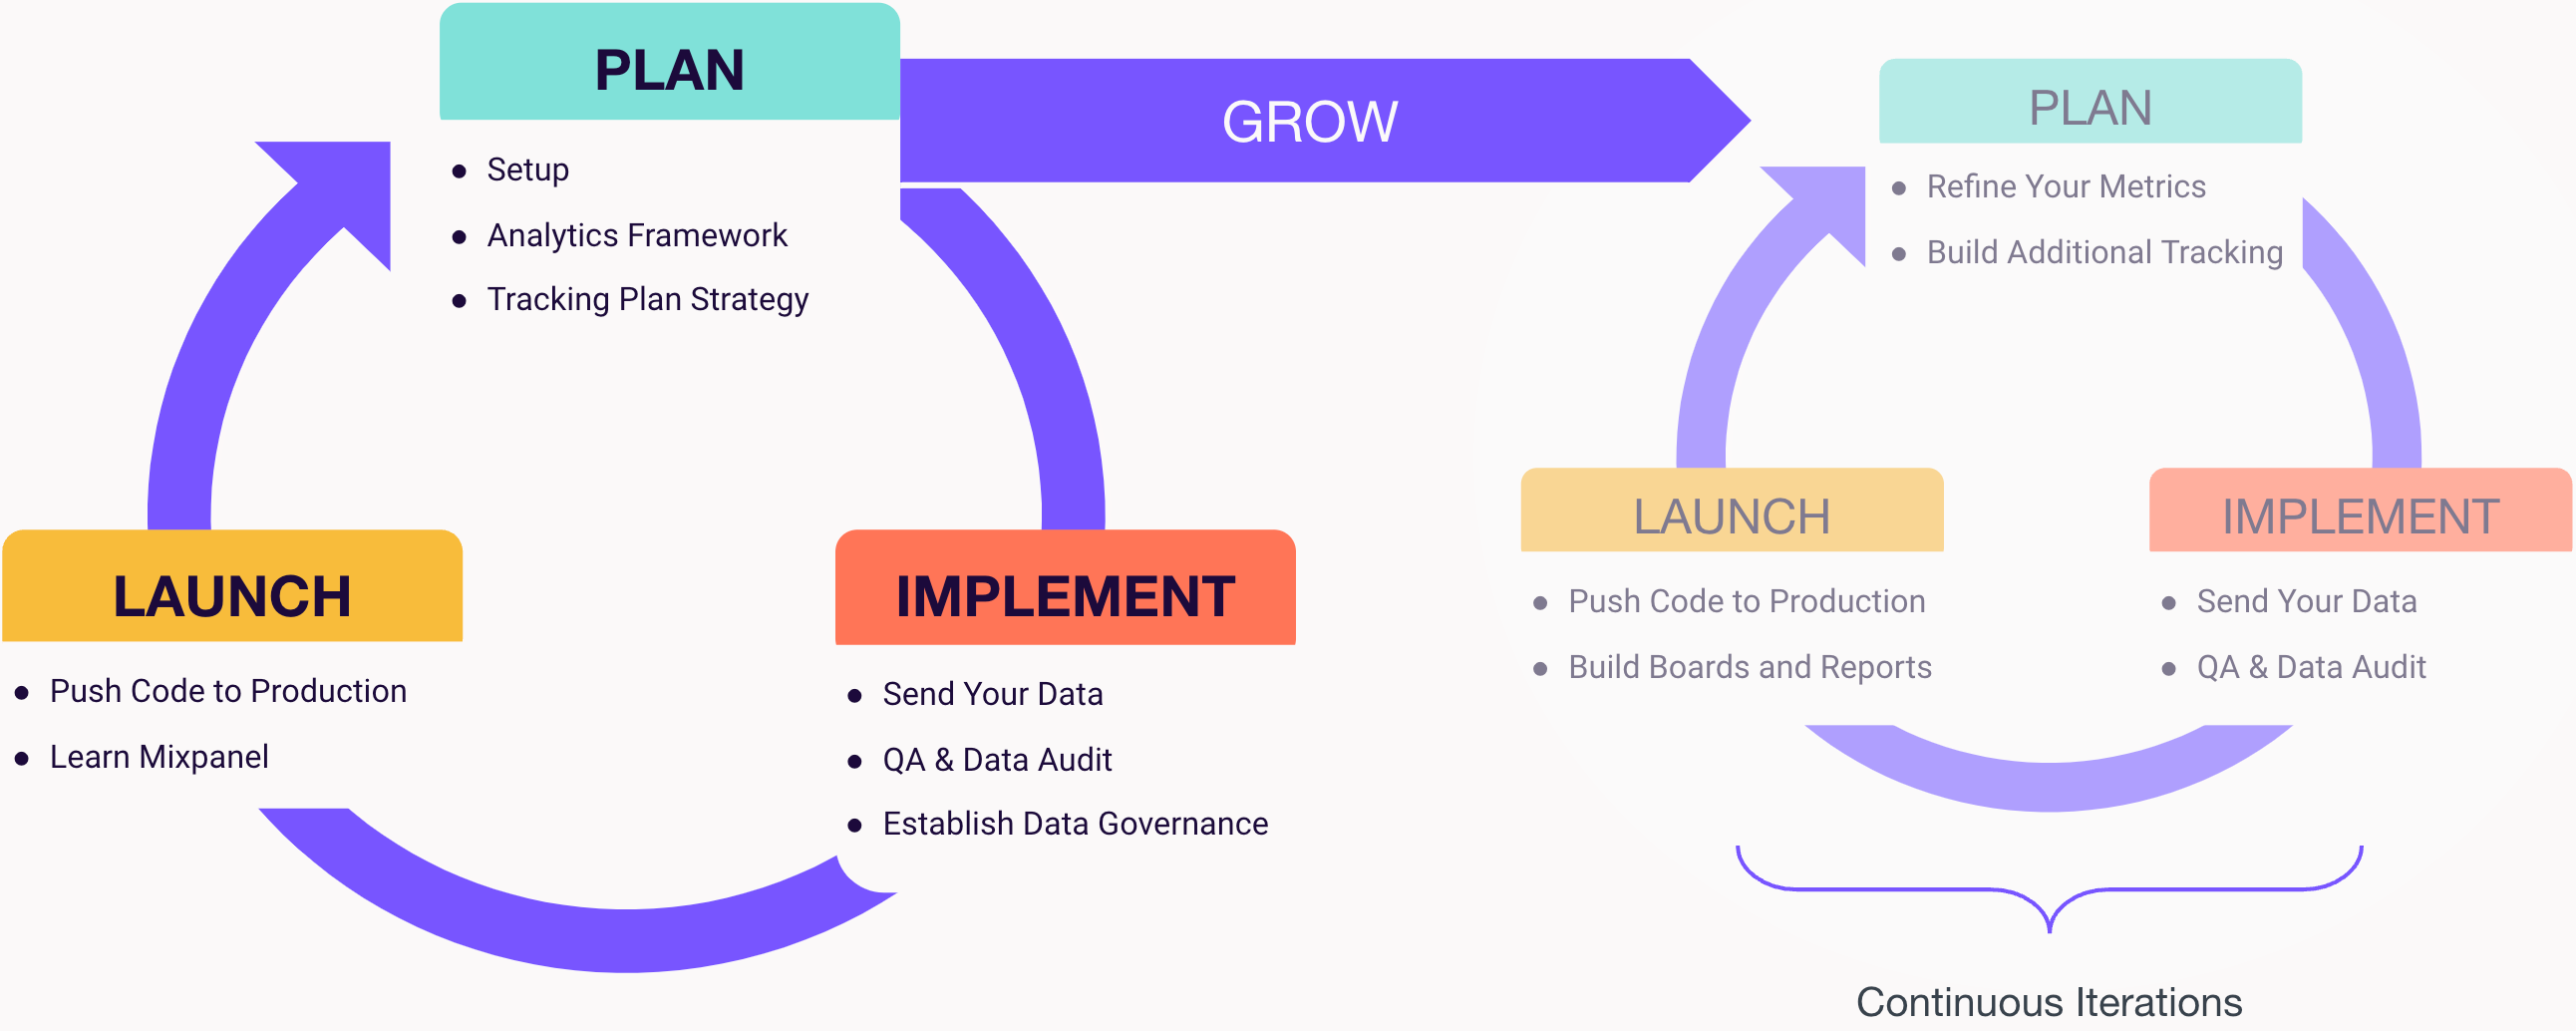 PLAN
• Setup
• Analytics Framework
• Tracking Plan Strategy
GROW
LAUNCH
• Push Code to Production
• Learn Mixpanel
IMPLEMENT
• Send Your Data
• QA & Data Audit
• Establish Data Governance
PLAN
• Refine Your Metrics
• Build Additional Tracking
LAUNCH
• Push Code to Production
• Build Boards and Reports
IMPLEMENT
• Send Your Data
• QA & Data Audit
Continuous Iterations